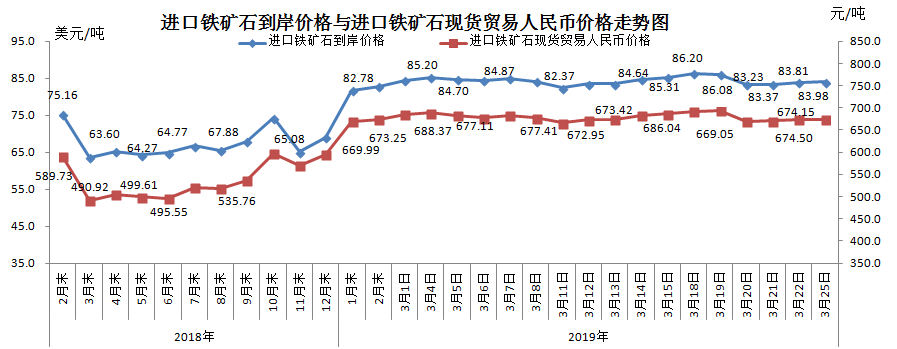 进口铁矿石到岸价格与进口铁矿石现货贸易人民币价格走势图
美元/吨
元/吨
进口铁矿石到岸价格
进口铁矿石现货贸易人民币价格
95.0
85.0
75.0
65.0
55.0
45.0
35.0
850.0
800.0
750.0
700.0
650.0
600.0
550.0
500.0
450.0
400.0
350.0
75.16
63.60
64.27
64.77
67.88
65.08
82.78
85.20
84.70
84.87
82.37
84.64
85.31
86.20
86.08
83.23
83.37
83.81
83.98
589.73
490.92
499.61
495.55
535.76
669.99
673.25
688.37
677.11
677.41
672.95
673.42
686.04
669.05
674.15
674.50
2月末
3月末
4月末
5月末
6月末
7月末
8月末
9月末
10月末
11月末
12月末
1月末
2月末
3月1日
3月4日
3月5日
3月6日
3月7日
3月8日
3月11日
3月12日
3月13日
3月14日
3月15日
3月18日
3月19日
3月20日
3月21日
3月22日
3月25日
2018年
2019年